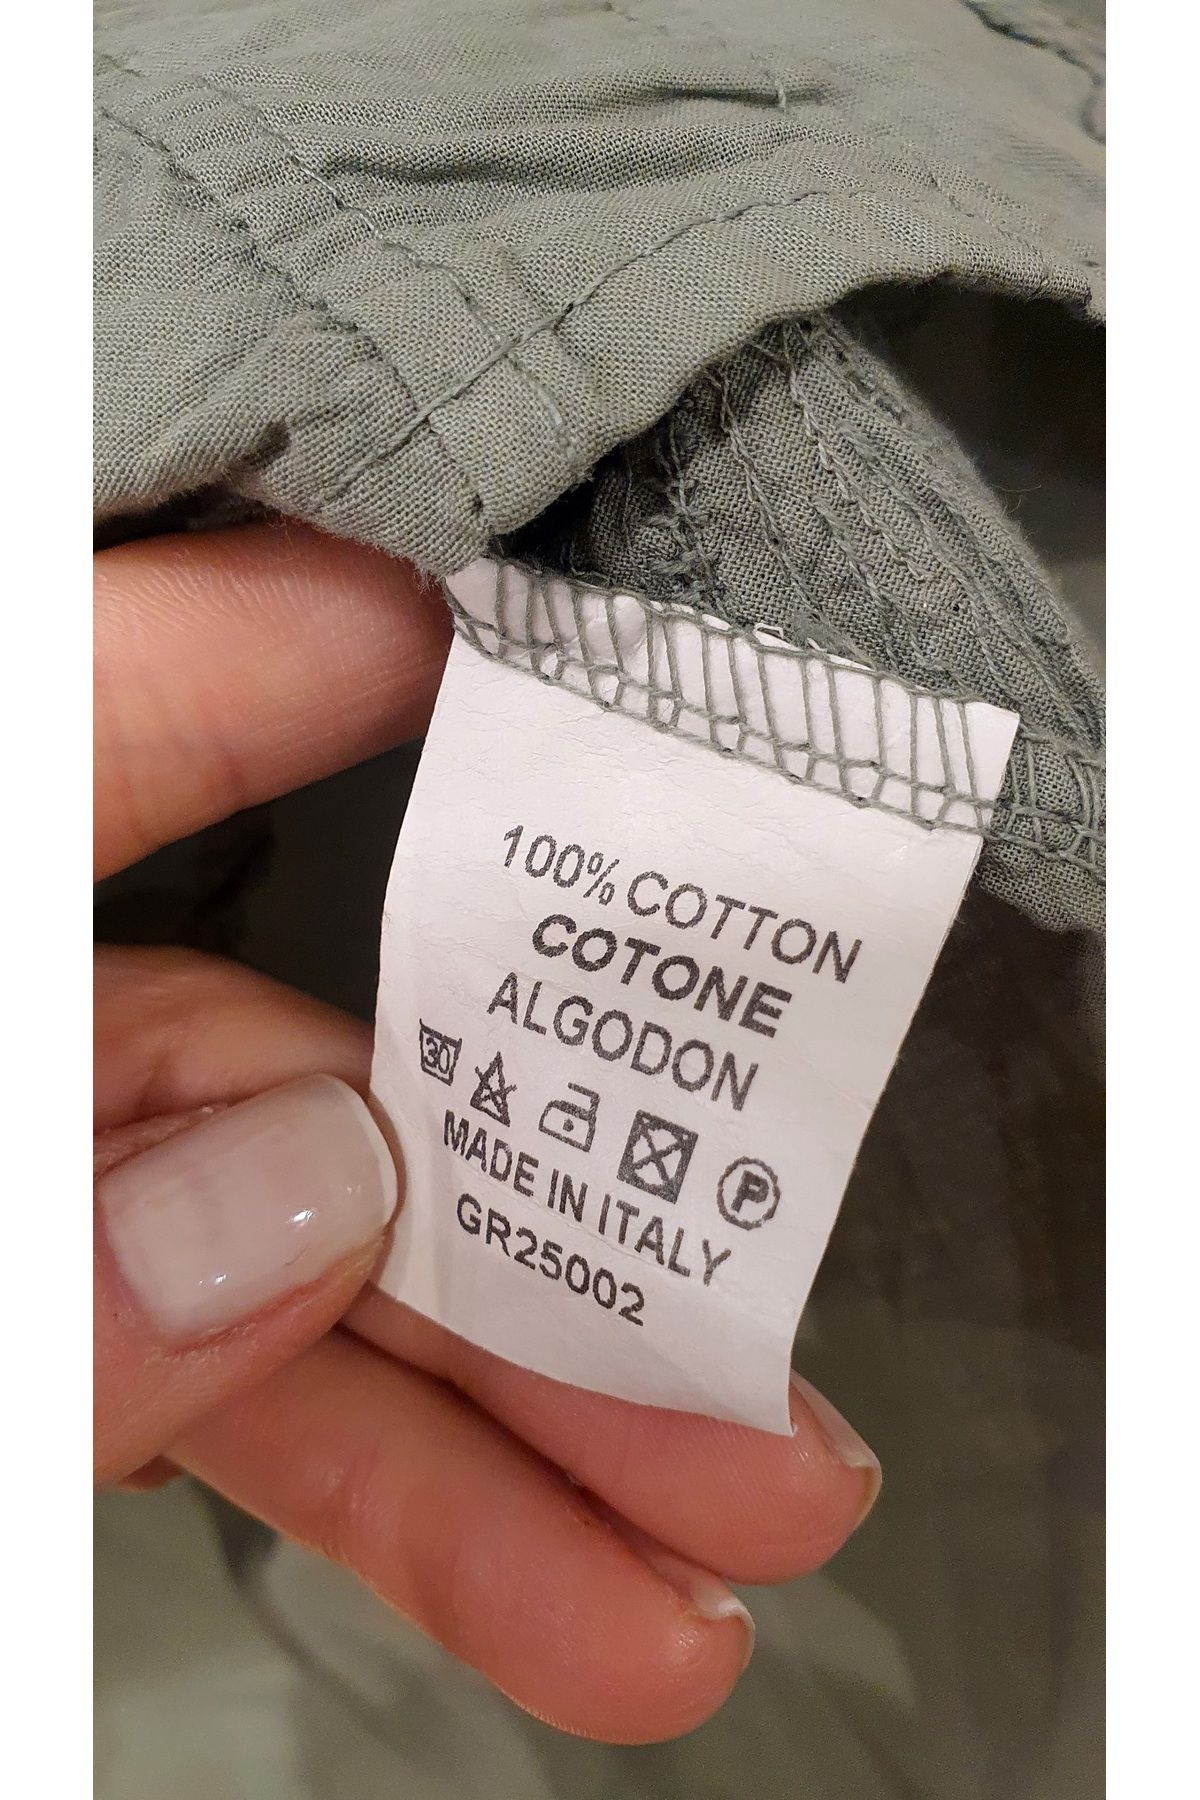 100% COTTON
COTONE
ALGODON
30
P
MADE IN ITALY
GR25002